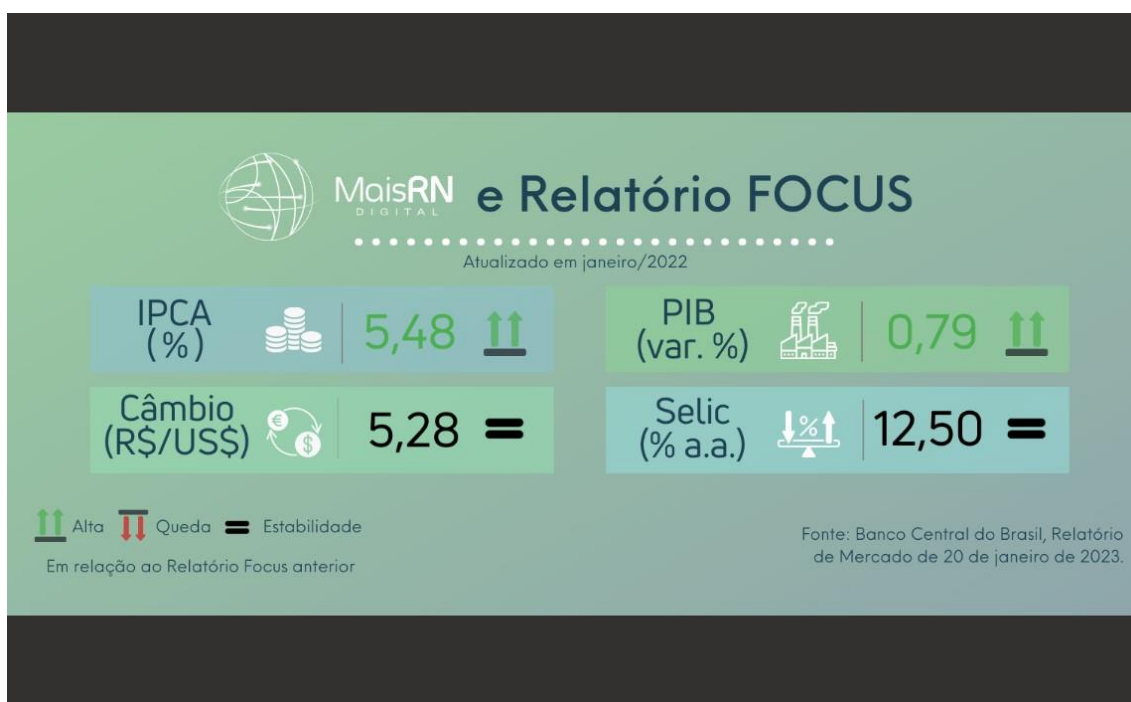 MaisRN
DIGITAL
e Relatório FOCUS
Atualizado em janeiro/2022
IPCA
(%)
5,48
PIB
(var. %)
0,79
Câmbio
(R$/US$)
€
$
5,28 =
Selic
(% a.a.)
%
12,50 =
Alta
Queda
= Estabilidade
Em relação ao Relatório Focus anterior
Fonte: Banco Central do Brasil, Relatório
de Mercado de 20 de janeiro de 2023.